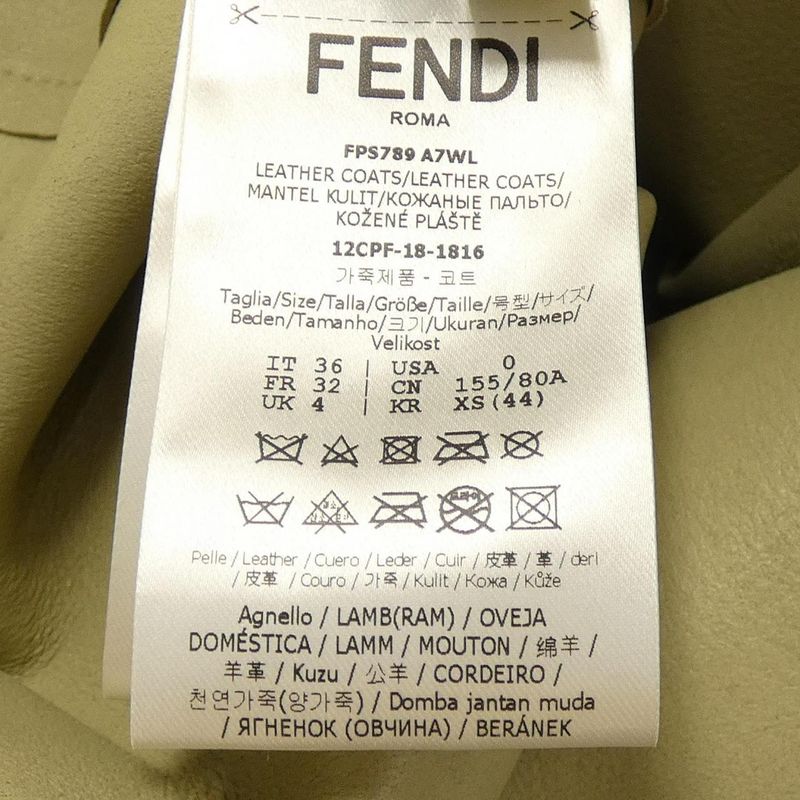 FENDI
ROMA
FPS789 A7WL
LEATHER COATS/LEATHER COATS/
MANTEL KULIT/КОЖАНЫЕ ПАЛЬТО/
KOŽENÉ PLÁŠTĚ
12CPF-18-1816
가죽제품 - 코트
Taglia/Size/Talla/Größe/Taille/号型/サイズ/
Beden/Tamanho/크기/Ukuran/Размер/
Velikost
IT 36 | USA 0
FR 32 | CN 155/80A
UK 4 | KR XS(44)
드라이
Pelle / Leather / Cuero / Leder / Cuir / 皮革 / 革 / deri
/ 皮革 / Couro / 가죽 / Kulit / Кожа / Kůže
Agnello / LAMB(RAM) / OVEJA
DOMÉSTICA / LAMM / MOUTON / 绵羊 /
羊革 / Kuzu / 公羊 / CORDEIRO /
천연가죽(양가죽) / Domba jantan muda
/ ЯГНЕНОК (ОВЧИНА) / BERÁNEK